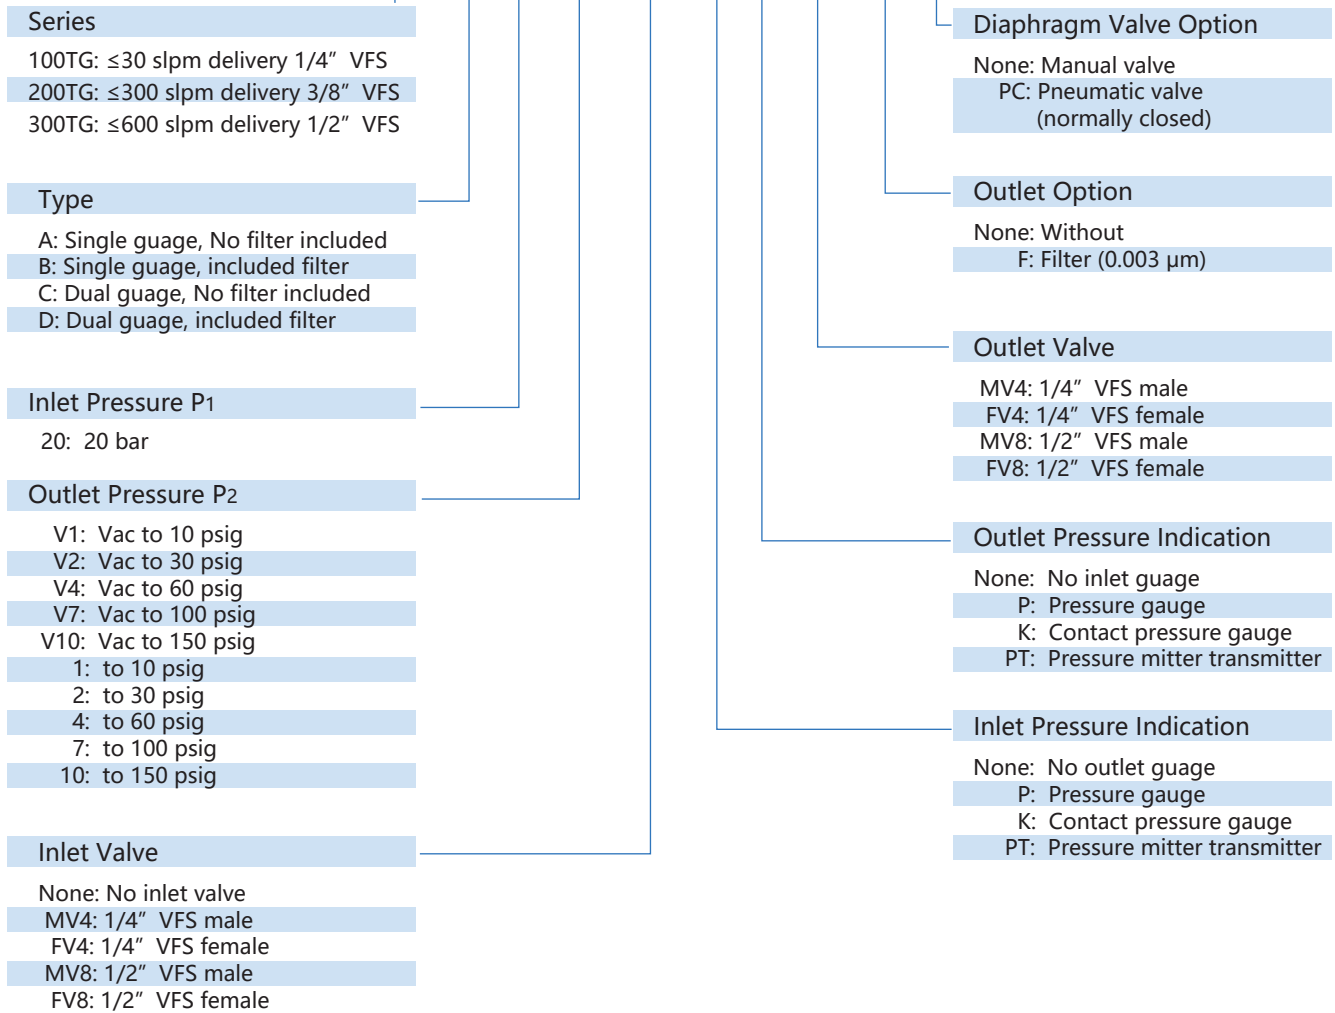 Series
100TG: ≤30 slpm delivery 1/4” VFS
200TG: ≤300 slpm delivery 3/8” VFS
300TG: ≤600 slpm delivery 1/2” VFS
Type
A: Single guage, No filter included
B: Single guage, included filter
C: Dual guage, No filter included
D: Dual guage, included filter
Inlet Pressure P1
20: 20 bar
Outlet Pressure P2
V1: Vac to 10 psig
V2: Vac to 30 psig
V4: Vac to 60 psig
V7: Vac to 100 psig
V10: Vac to 150 psig
1: to 10 psig
2: to 30 psig
4: to 60 psig
7: to 100 psig
10: to 150 psig
Inlet Valve
None: No inlet valve
MV4: 1/4” VFS male
FV4: 1/4” VFS female
MV8: 1/2” VFS male
FV8: 1/2” VFS female
Diaphragm Valve Option
None: Manual valve
PC: Pneumatic valve
(normally closed)
Outlet Option
None: Without
F: Filter (0.003 μm)
Outlet Valve
MV4: 1/4” VFS male
FV4: 1/4” VFS female
MV8: 1/2” VFS male
FV8: 1/2” VFS female
Outlet Pressure Indication
None: No inlet guage
P: Pressure gauge
K: Contact pressure gauge
PT: Pressure mitter transmitter
Inlet Pressure Indication
None: No outlet guage
P: Pressure gauge
K: Contact pressure gauge
PT: Pressure mitter transmitter